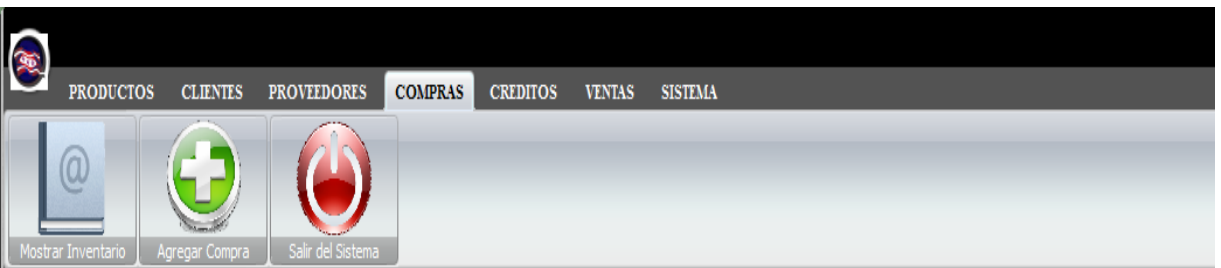 PRODUCTOS CLIENTES PROVEEDORES COMPRAS CREDITOS VENTAS SISTEMA
@
Mostrar Inventario Agregar Compra Salir del Sistema